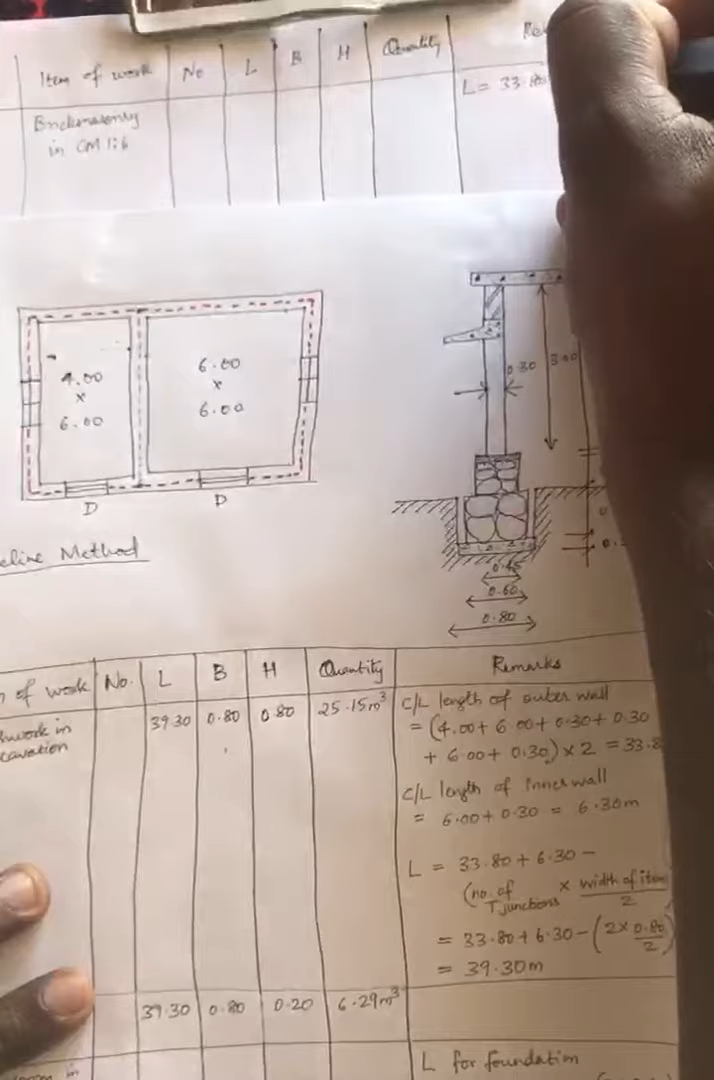 Item of work No L B H Quantity
L = 33.80
Brickmasonry
in CM 1:6
4.00
x
6.00
6.00
x
6.00
D D
0.30 3.00
0.45
0.60
0.80
Method
of work No. L B H Quantity Remarks
39.30 0.80 0.80 25.15m³
C/L length of outer wall
= (4.00 + 6.00 + 0.30 + 0.30
+ 6.00 + 0.30) x 2 = 33.8
C/L length of Inner wall
= 6.00 + 0.30 = 6.30m
L = 33.80 + 6.30 -
(no. of T junctions x width of item/2
= 33.80 + 6.30 - (2 x 0.80/2)
= 39.30m
39.30 0.80 0.20 6.29m³
L for foundation